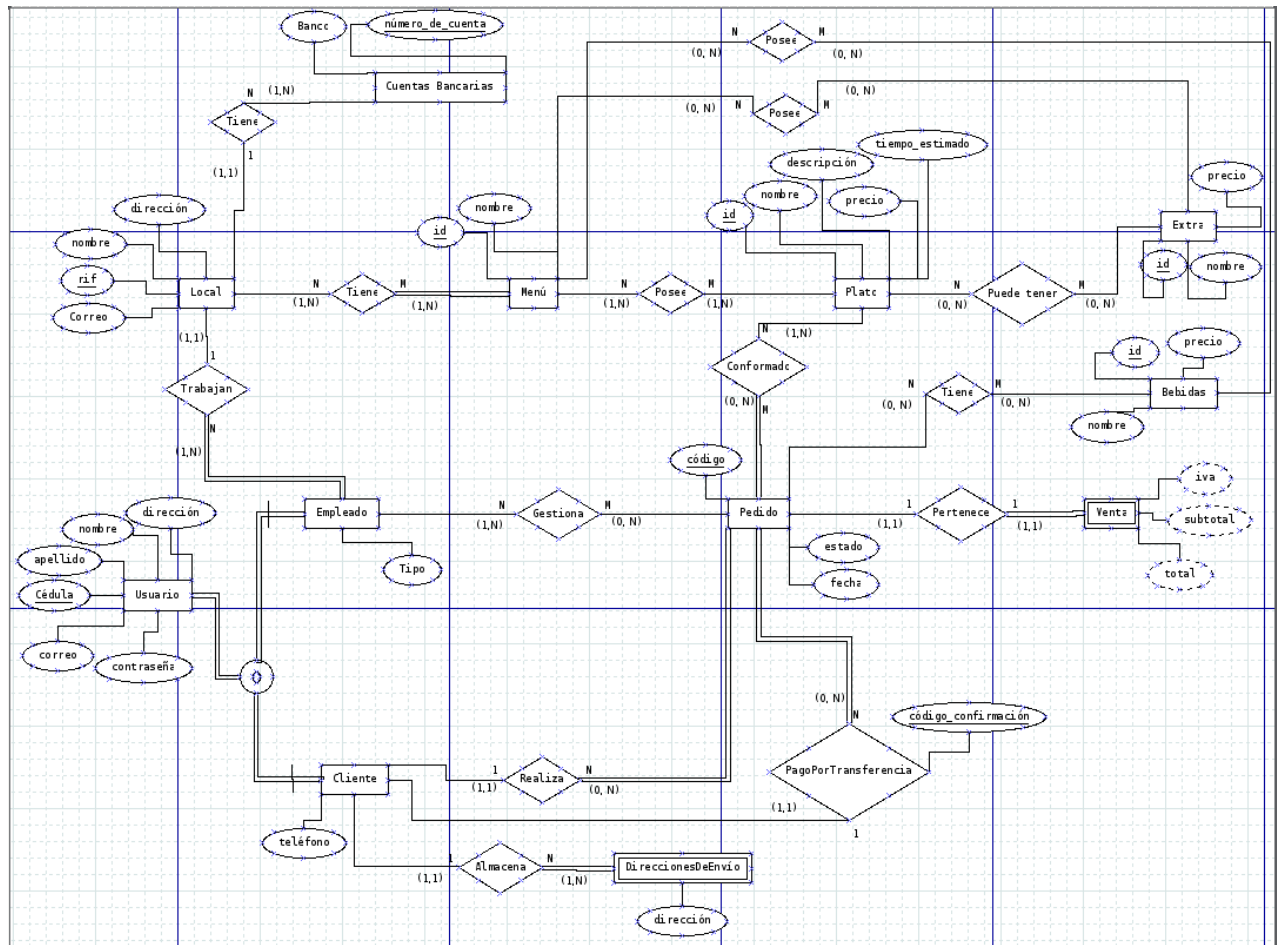 Banco
número_de_cuenta
Cuentas Bancarias
N
(1,N)
Tiene
1
(1,1)
N
Posee
M
(0, N)
(0, N)
(0, N)
N
Posee
M
(0, N)
tiempo_estimado
descripción
nombre
precio
id
precio
Extra
id
nombre
dirección
nombre
rif
Correo
Local
id
nombre
N
(1,N)
Tiene
M
(1,N)
Menú
N
(1,N)
Posee
M
(1,N)
Plato
N
(0, N)
Puede tener
M
(0, N)
(1,1)
1
Trabajan
N
(1,N)
N
(1,N)
Conformado
(0, N)
M
N
(0, N)
Tiene
M
(0, N)
id
precio
Bebidas
nombre
código
dirección
nombre
apellido
Cédula
correo
contraseña
Usuario
Empleado
Tipo
N
(1,N)
Gestiona
M
(0, N)
Pedido
estado
fecha
1
(1,1)
Pertenece
1
(1,1)
Venta
iva
subtotal
total
O
(0, N)
N
código_confirmación
PagoPorTransferencia
(1,1)
1
Cliente
teléfono
1
(1,1)
Realiza
N
(0, N)
1
(1,1)
Almacena
N
(1,N)
DireccionesDeEnvío
dirección